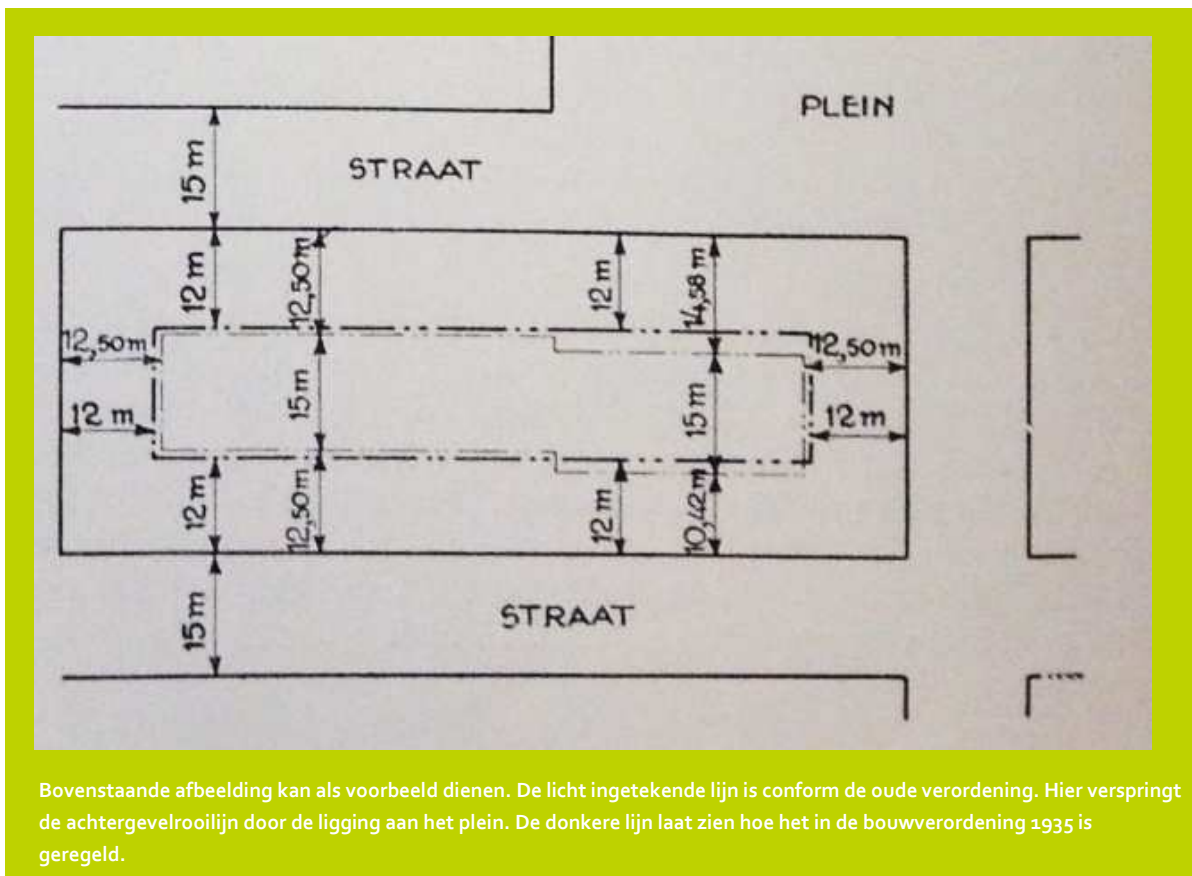 PLEIN
STRAAT
15 m
12 m
12,50 m
12 m
14,58 m
12,50 m
12,50 m
15 m
15 m
12 m
12 m
12 m
12,50 m
12 m
10,42 m
STRAAT
15 m
Bovenstaande afbeelding kan als voorbeeld dienen. De licht ingetekende lijn is conform de oude verordening. Hier verspringt
de achtergevelrooilijn door de ligging aan het plein. De donkere lijn laat zien hoe het in de bouwverordening 1935 is
geregeld.